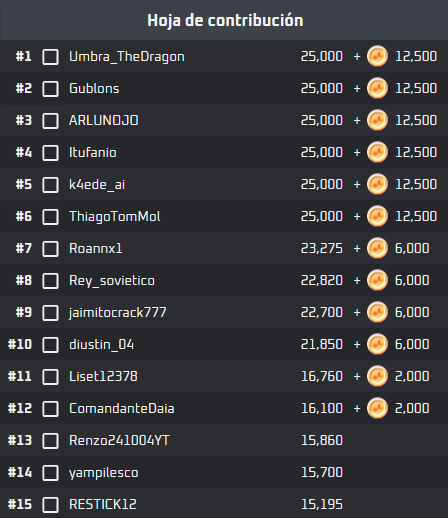 Hoja de contribución
#1 Umbra_TheDragon 25,000 + 12,500
#2 Gublons 25,000 + 12,500
#3 ARLUNOJO 25,000 + 12,500
#4 Itufanio 25,000 + 12,500
#5 k4ede_ai 25,000 + 12,500
#6 ThiagoTomMol 25,000 + 12,500
#7 Roannx1 23,275 + 6,000
#8 Rey_sovietico 22,820 + 6,000
#9 jaimitocrack777 22,700 + 6,000
#10 diustin_04 21,850 + 6,000
#11 Liset12378 16,760 + 2,000
#12 ComandanteDaia 16,100 + 2,000
#13 Renzo241004YT 15,860
#14 yampilesco 15,700
#15 RESTICK12 15,195